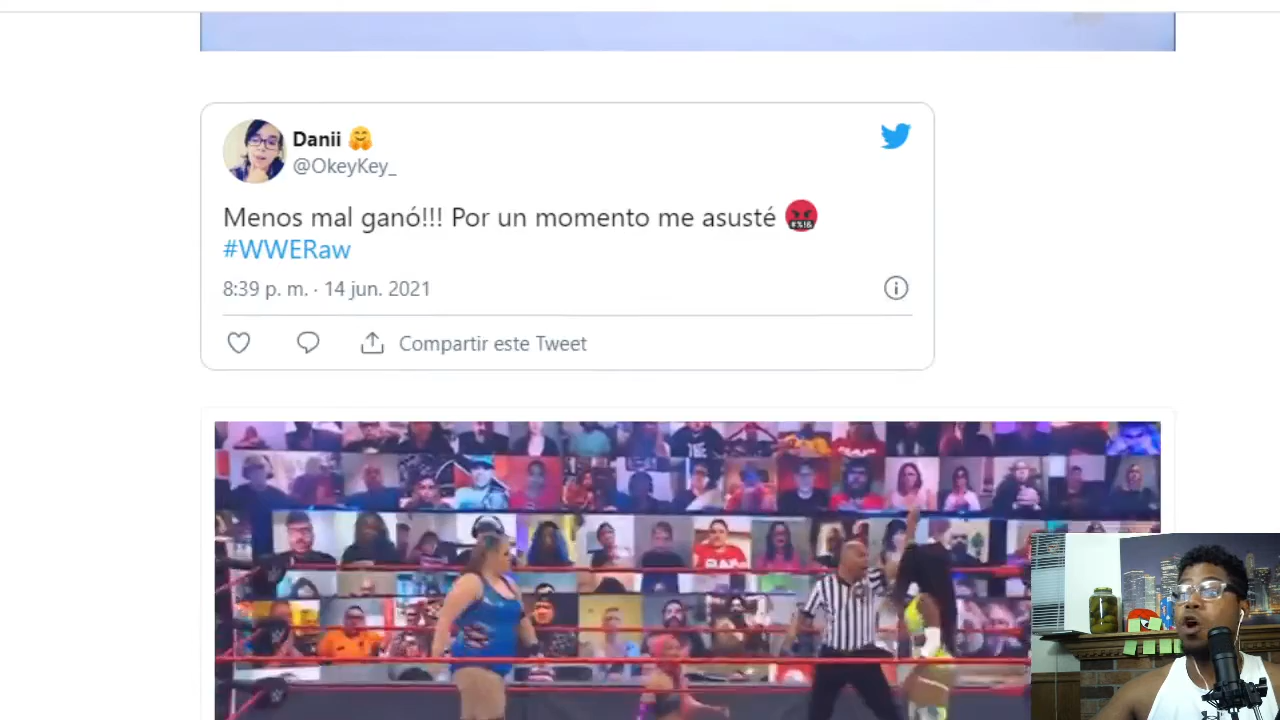 Danii 🤗
@OkeyKey_
Menos mal ganó!!! Por un momento me asusté 🤬
#WWERaw
8:39 p. m. · 14 jun. 2021
Compartir este Tweet